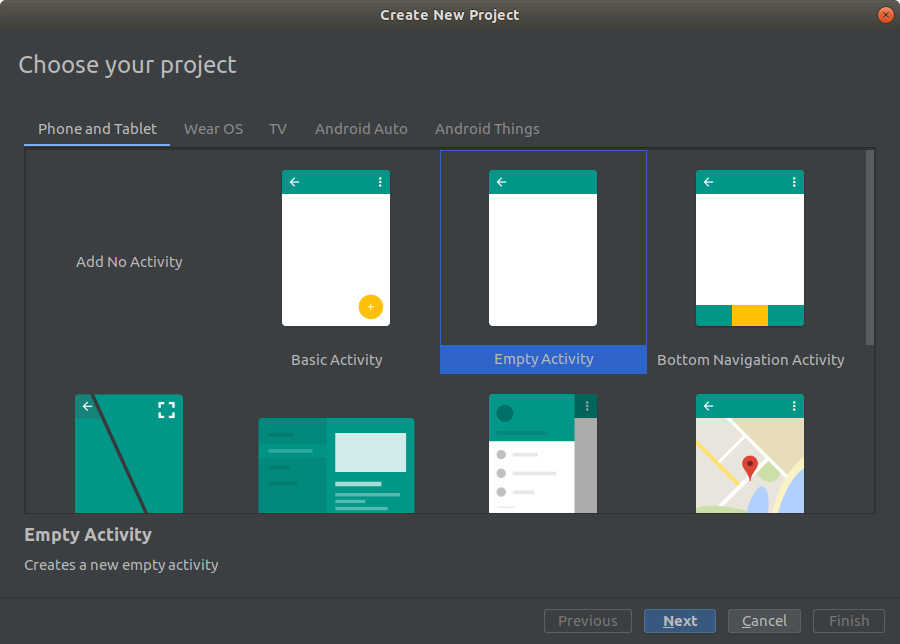 Create New Project
Choose your project
Phone and Tablet Wear OS TV Android Auto Android Things
Add No Activity
Basic Activity
Empty Activity
Bottom Navigation Activity
Empty Activity
Creates a new empty activity
Previous Next Cancel Finish